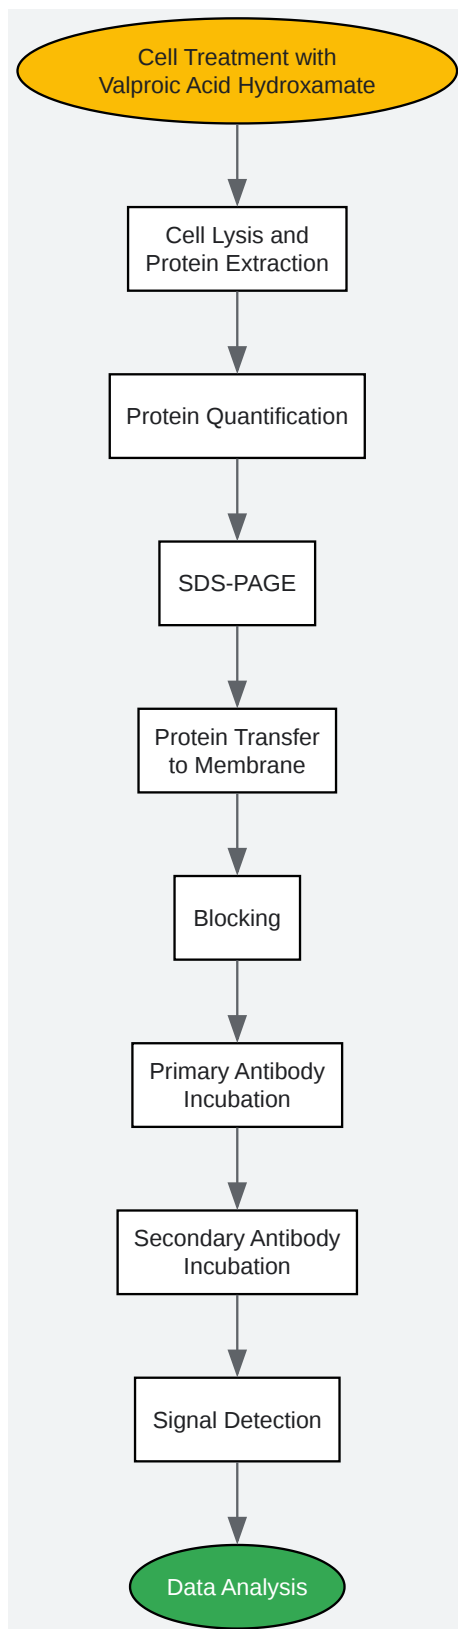 Cell Treatment with
Valproic Acid Hydroxamate
Cell Lysis and
Protein Extraction
Protein Quantification
SDS-PAGE
Protein Transfer
to Membrane
Blocking
Primary Antibody
Incubation
Secondary Antibody
Incubation
Signal Detection
Data Analysis